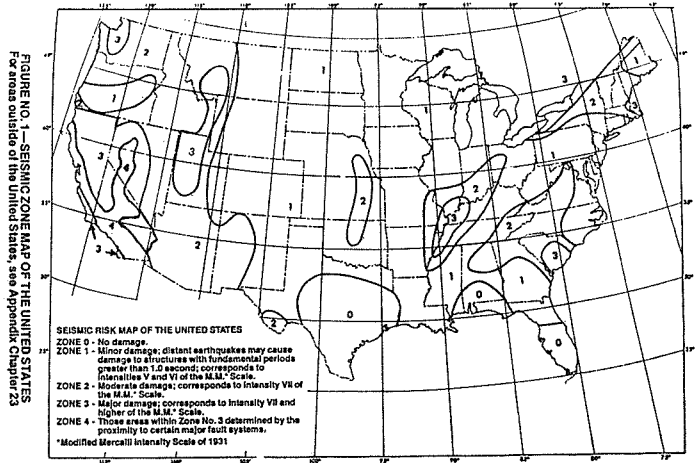 FIGURE NO. 1—SEISMIC ZONE MAP OF THE UNITED STATES
For areas outside of the United States, see Appendix Chapter 23
3
2
1
1
3
2
1
3
4
3
1
2
1
2
3
1
2
3
4
2
1
2
3
1
3
0
2
0
1
0
SEISMIC RISK MAP OF THE UNITED STATES
ZONE 0 - No damage.
ZONE 1 - Minor damage; distant earthquakes may cause
damage to structures with fundamental periods
greater than 1.0 second; corresponds to
intensities V and VI of the M.M.* Scale.
ZONE 2 - Moderate damage; corresponds to intensity VII of
the M.M.* Scale.
ZONE 3 - Major damage; corresponds to intensity VII and
higher of the M.M.* Scale.
ZONE 4 - Those areas within Zone No. 3 determined by the
proximity to certain major fault systems.
*Modified Mercalli Intensity Scale of 1931